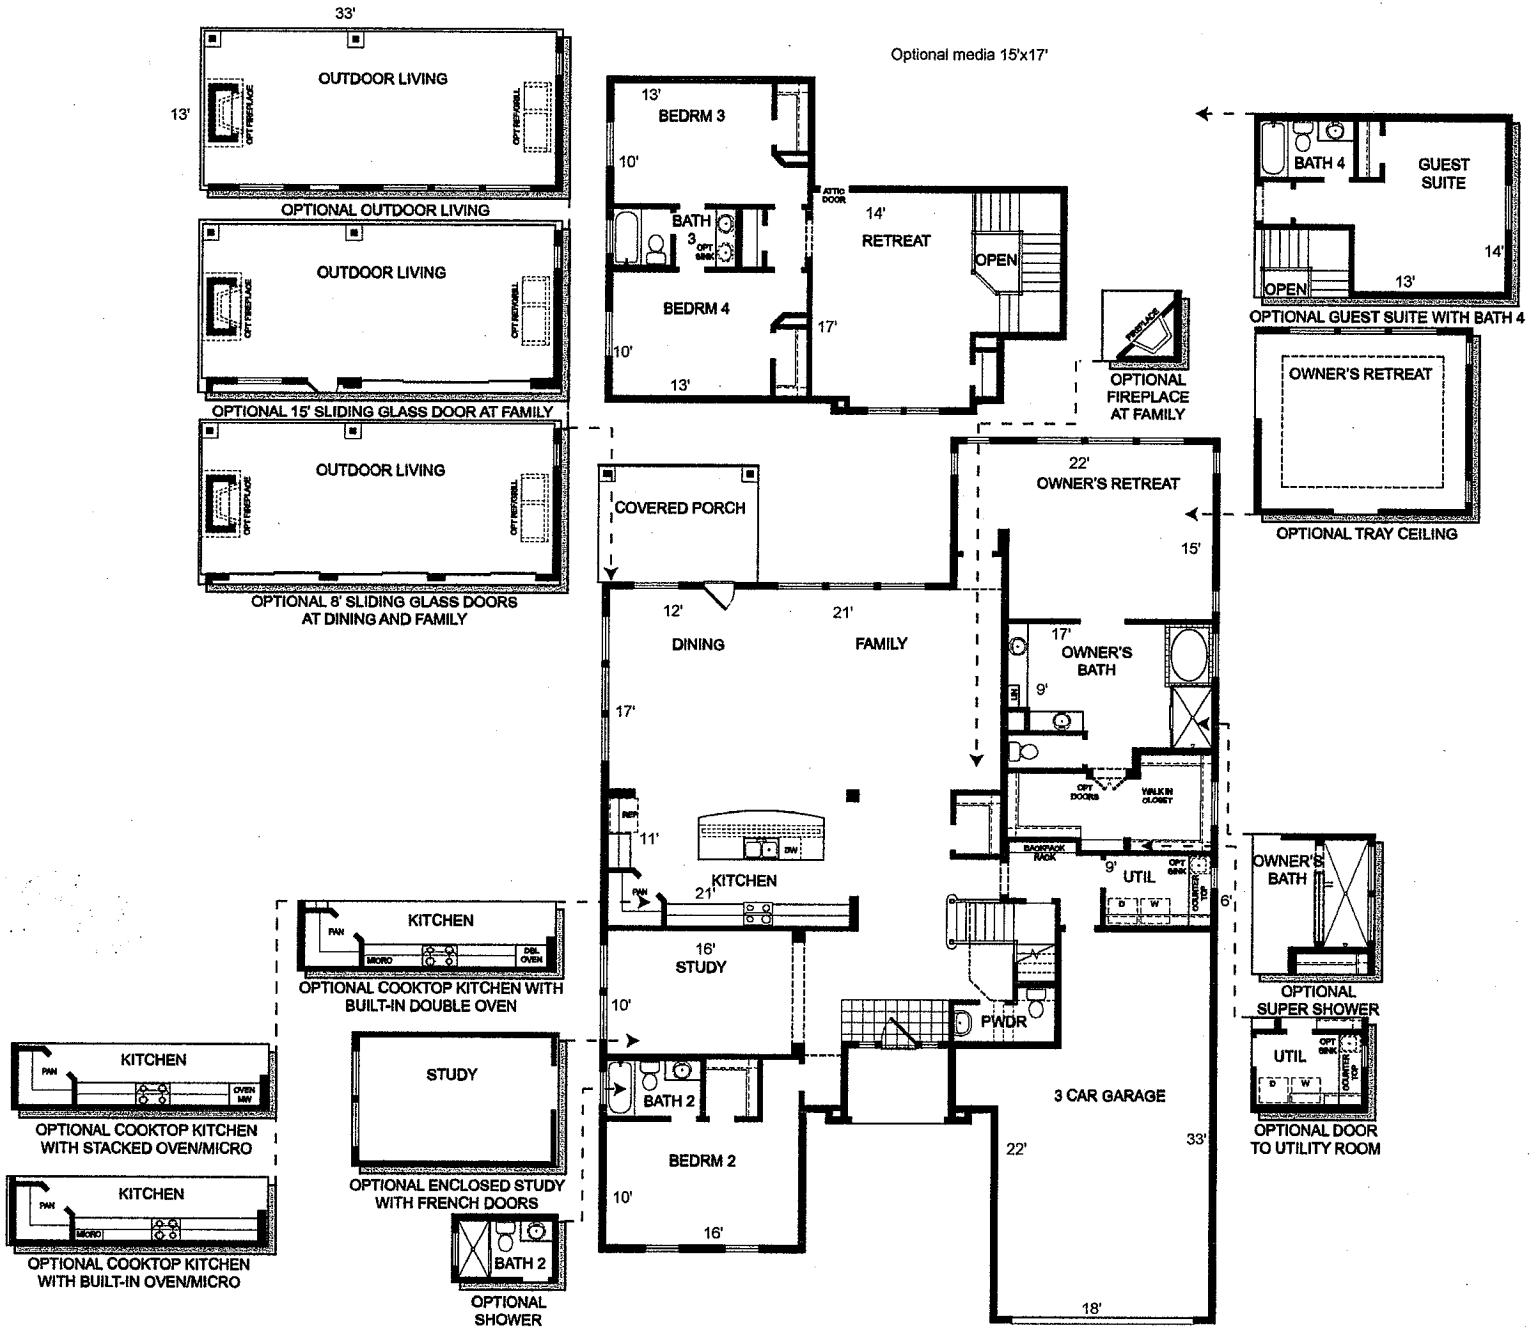 33'
Optional media 15'x17'
OUTDOOR LIVING
13'
OPT FIREPLACE
OPT REF/GRILL
OPTIONAL OUTDOOR LIVING
OUTDOOR LIVING
OPT FIREPLACE
OPT REF/GRILL
OPTIONAL 15' SLIDING GLASS DOOR AT FAMILY
OUTDOOR LIVING
OPT FIREPLACE
OPT REF/GRILL
OPTIONAL 8' SLIDING GLASS DOORS
AT DINING AND FAMILY
13'
BEDRM 3
10'
ATTIC
DOOR
14'
RETREAT
BATH
3
OPT
SINK
OPEN
BEDRM 4
17'
10'
13'
BATH 4
GUEST
SUITE
14'
13'
OPEN
OPTIONAL GUEST SUITE WITH BATH 4
FIREPLACE
OPTIONAL
FIREPLACE
AT FAMILY
OWNER'S RETREAT
OPTIONAL TRAY CEILING
22'
OWNER'S RETREAT
15'
COVERED PORCH
12'
DINING
21'
FAMILY
17'
17'
OWNER'S
BATH
9'
LIN
OPT
DOORS
WALK IN
CLOSET
REF
11'
DW
KITCHEN
21'
PAN
BACKPACK
RACK
9'
UTIL
OPT
SINK
COUNTER
TOP
D
W
6'
OWNER'S
BATH
OPTIONAL
SUPER SHOWER
KITCHEN
PAN
MICRO
DBL
OVEN
OPTIONAL COOKTOP KITCHEN WITH
BUILT-IN DOUBLE OVEN
16'
STUDY
10'
PWDR
UTIL
OPT
SINK
COUNTER
TOP
D
W
OPTIONAL DOOR
TO UTILITY ROOM
KITCHEN
PAN
OVEN
MW
OPTIONAL COOKTOP KITCHEN
WITH STACKED OVEN/MICRO
STUDY
OPTIONAL ENCLOSED STUDY
WITH FRENCH DOORS
BATH 2
3 CAR GARAGE
22'
33'
BEDRM 2
10'
16'
18'
KITCHEN
PAN
MICRO
OPTIONAL COOKTOP KITCHEN
WITH BUILT-IN OVEN/MICRO
BATH 2
OPTIONAL
SHOWER